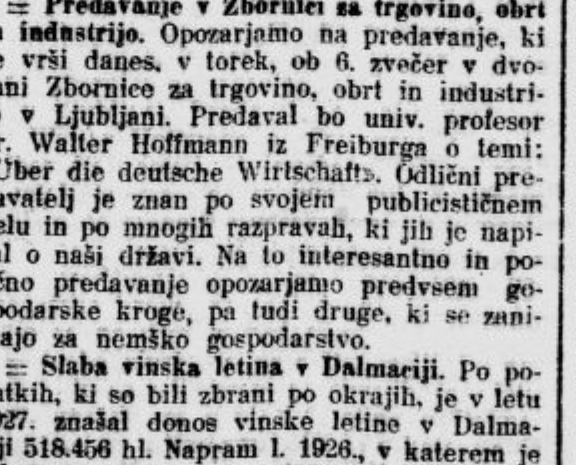 = Predavanje v Zbornici za trgovino, obrt
industrijo. Opozarjamo na predavanje, ki
e vrši danes, v torek, ob 6. zvečer v dvo-
ani Zbornice za trgovino, obrt in industri-
v Ljubljani. Predaval bo univ. profesor
r. Walter Hoffmann iz Freiburga o temi:
Über die deutsche Wirtschaft». Odlični pre-
avatelj je znan po svojem publicističnem
elu in po mnogih razpravah, ki jih je napi-
al o naši državi. Na to interesantno in po-
čno predavanje opozarjamo predvsem go-
podarske kroge, pa tudi druge, ki se zani-
ajo za nemško gospodarstvo.
= Slaba vinska letina v Dalmaciji. Po po-
atkih, ki so bili zbrani po okrajih, je v letu
927. znašal donos vinske letine v Dalma-
ji 518.456 hl. Napram l. 1926., v katerem je